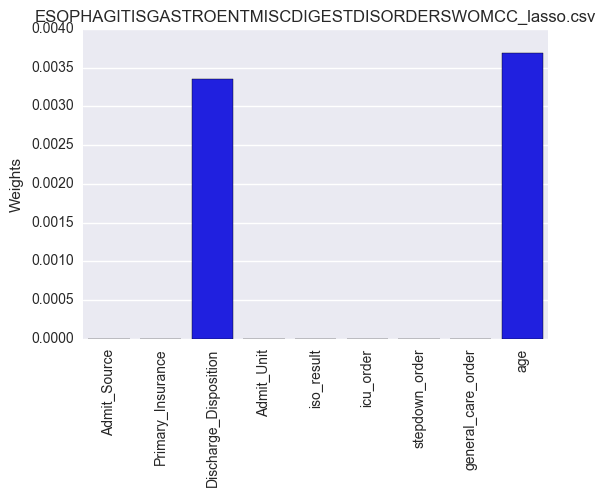 ESOPHAGITISGASTROENTMISCDIGESTDISORDERSWOMCC_lasso.csv
0.0040
0.0035
0.0030
0.0025
0.0020
0.0015
0.0010
0.0005
0.0000
Weights
Admit_Source
Primary_Insurance
Discharge_Disposition
Admit_Unit
iso_result
icu_order
stepdown_order
general_care_order
age